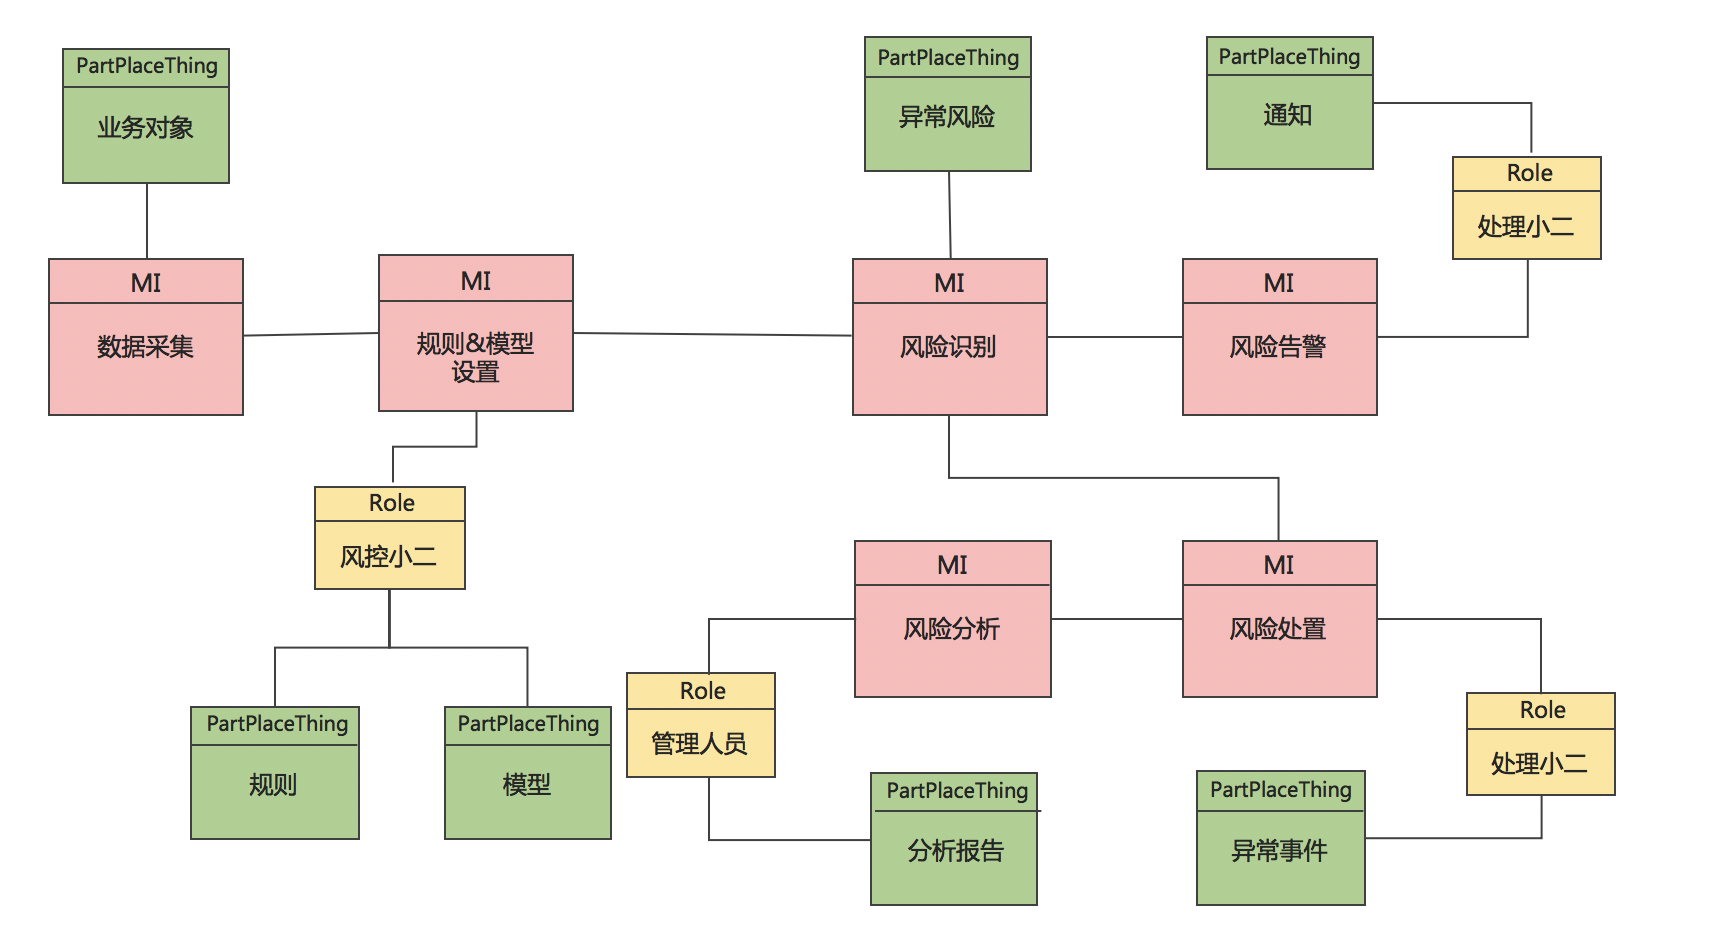 PartPlaceThing
业务对象
PartPlaceThing
异常风险
PartPlaceThing
通知
Role
处理小二
MI
数据采集
MI
规则&模型
设置
MI
风险识别
MI
风险告警
Role
风控小二
MI
风险分析
MI
风险处置
PartPlaceThing
规则
PartPlaceThing
模型
Role
管理人员
Role
处理小二
PartPlaceThing
分析报告
PartPlaceThing
异常事件